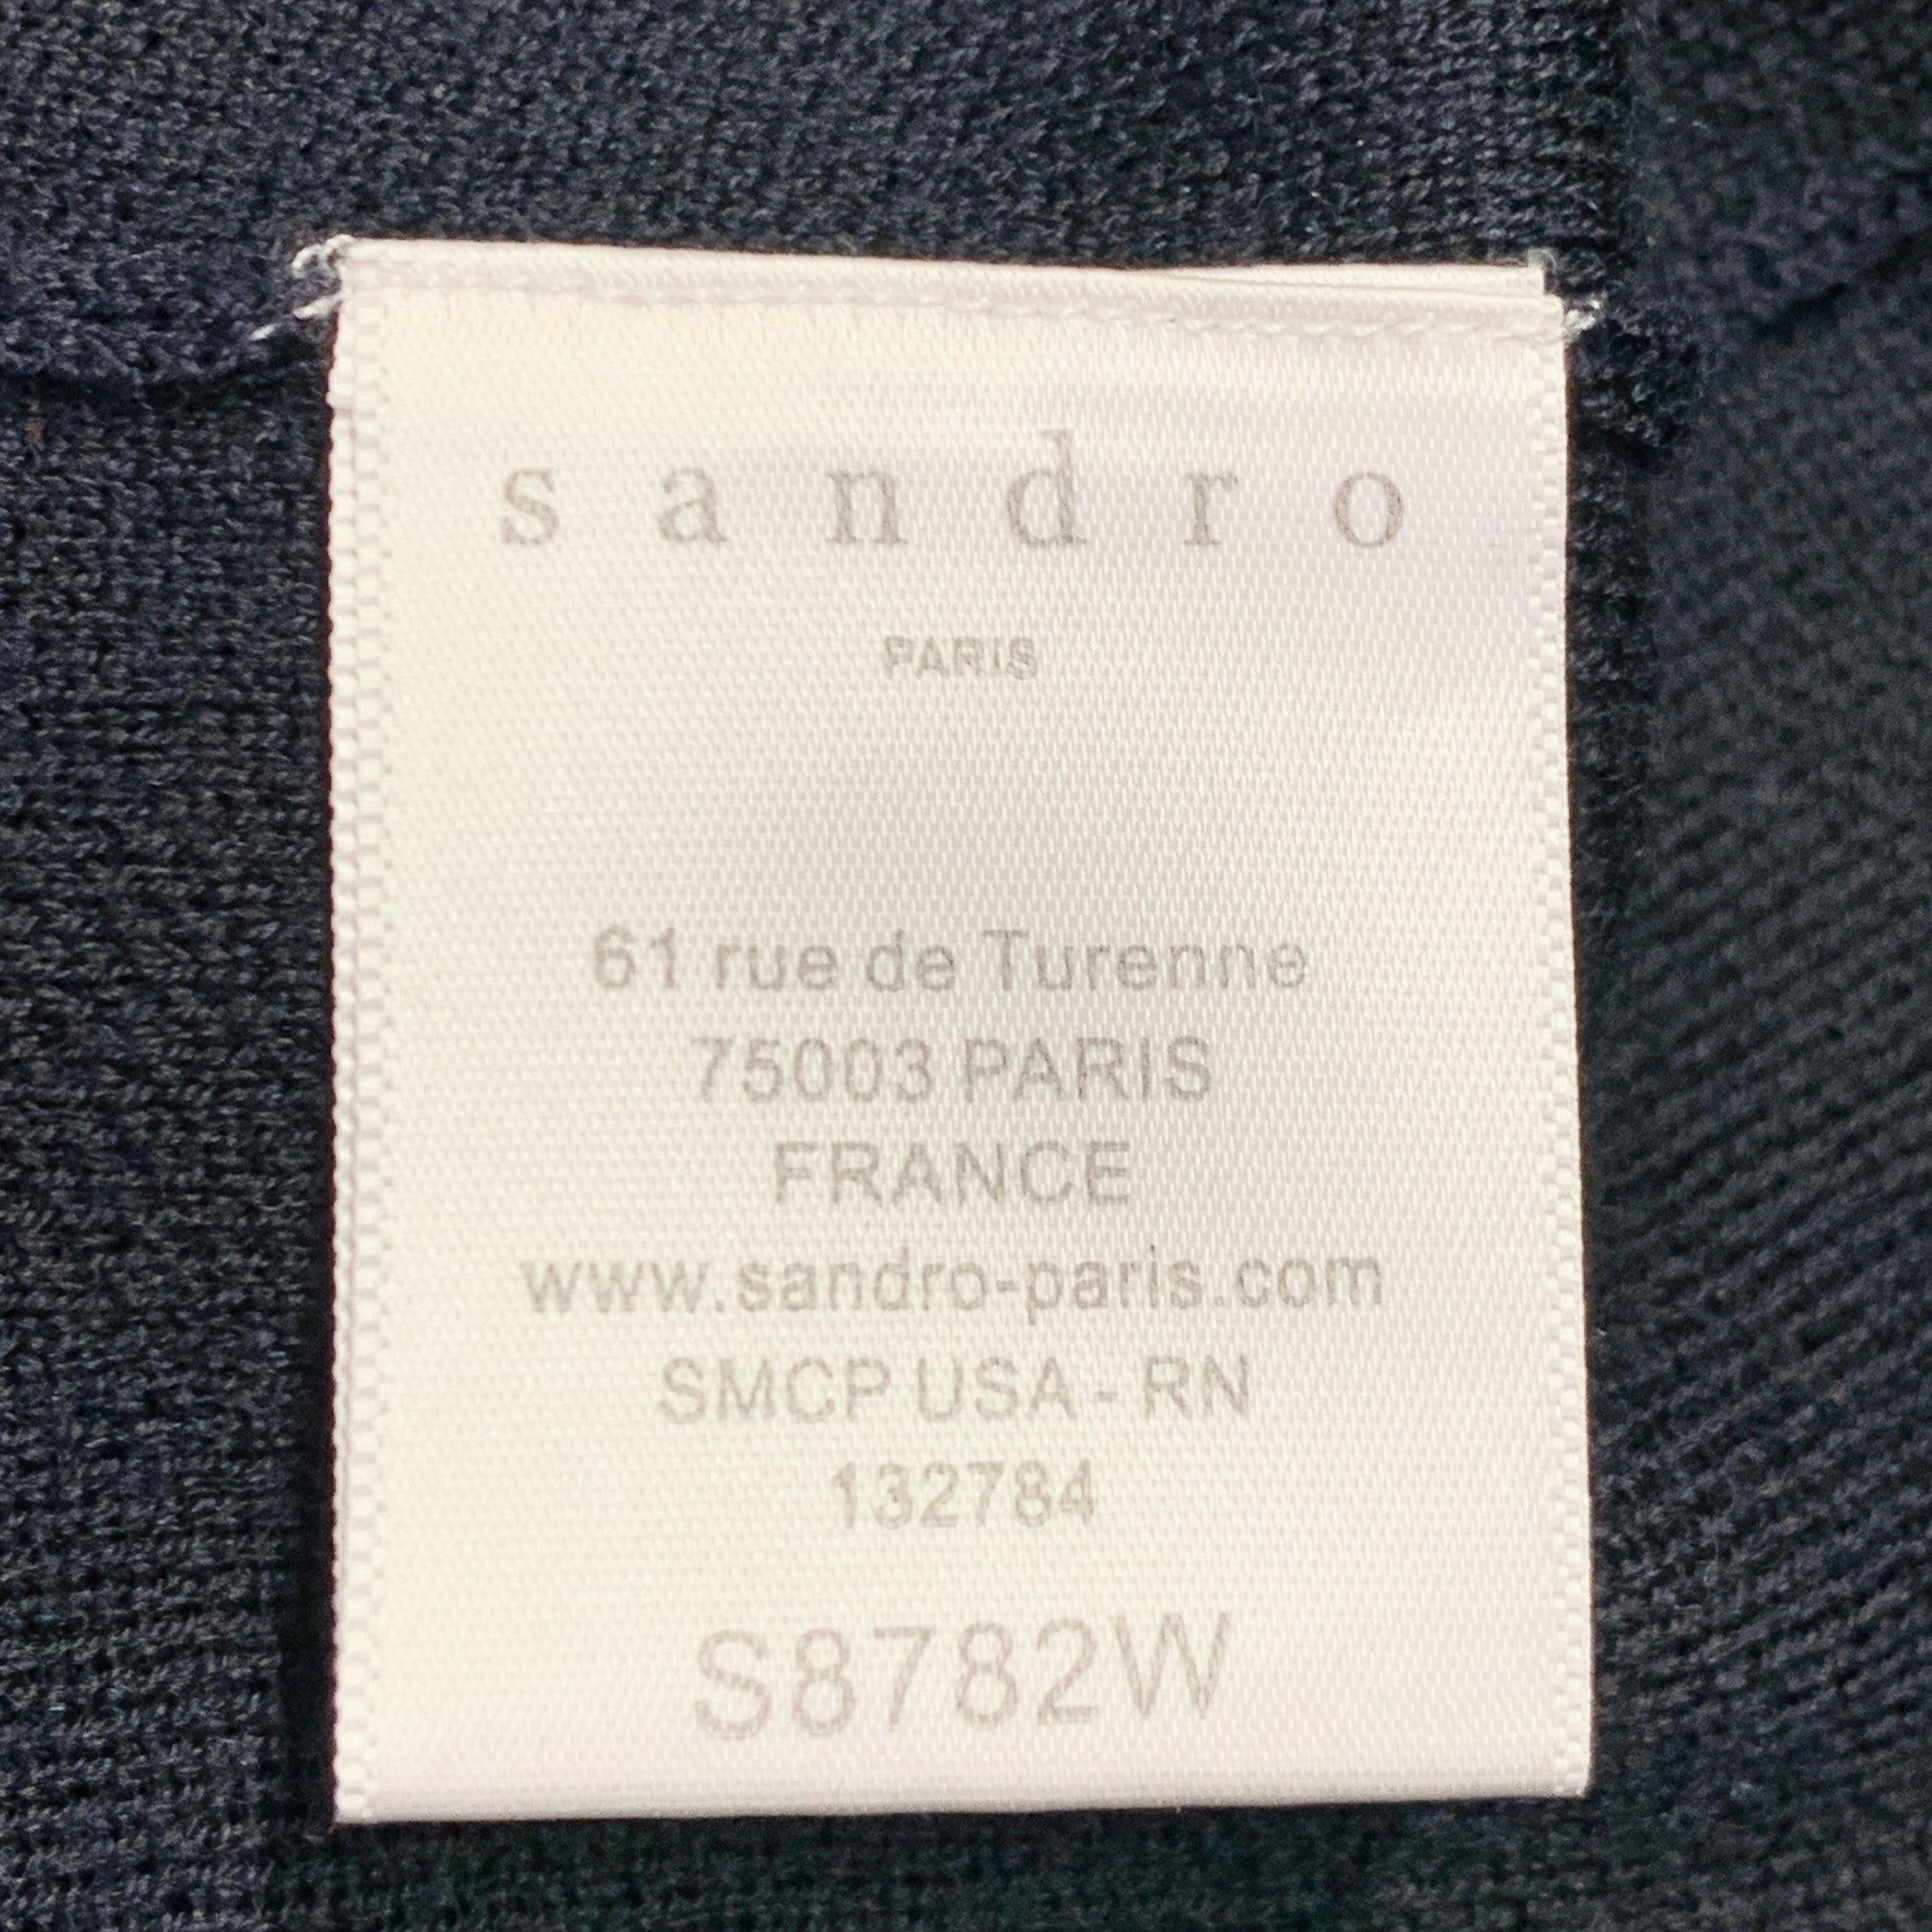 sandro
PARIS
61 rue de Turenne
75003 PARIS
FRANCE
www.sandro-paris.com
SMCP USA - RN
132784
S8782W